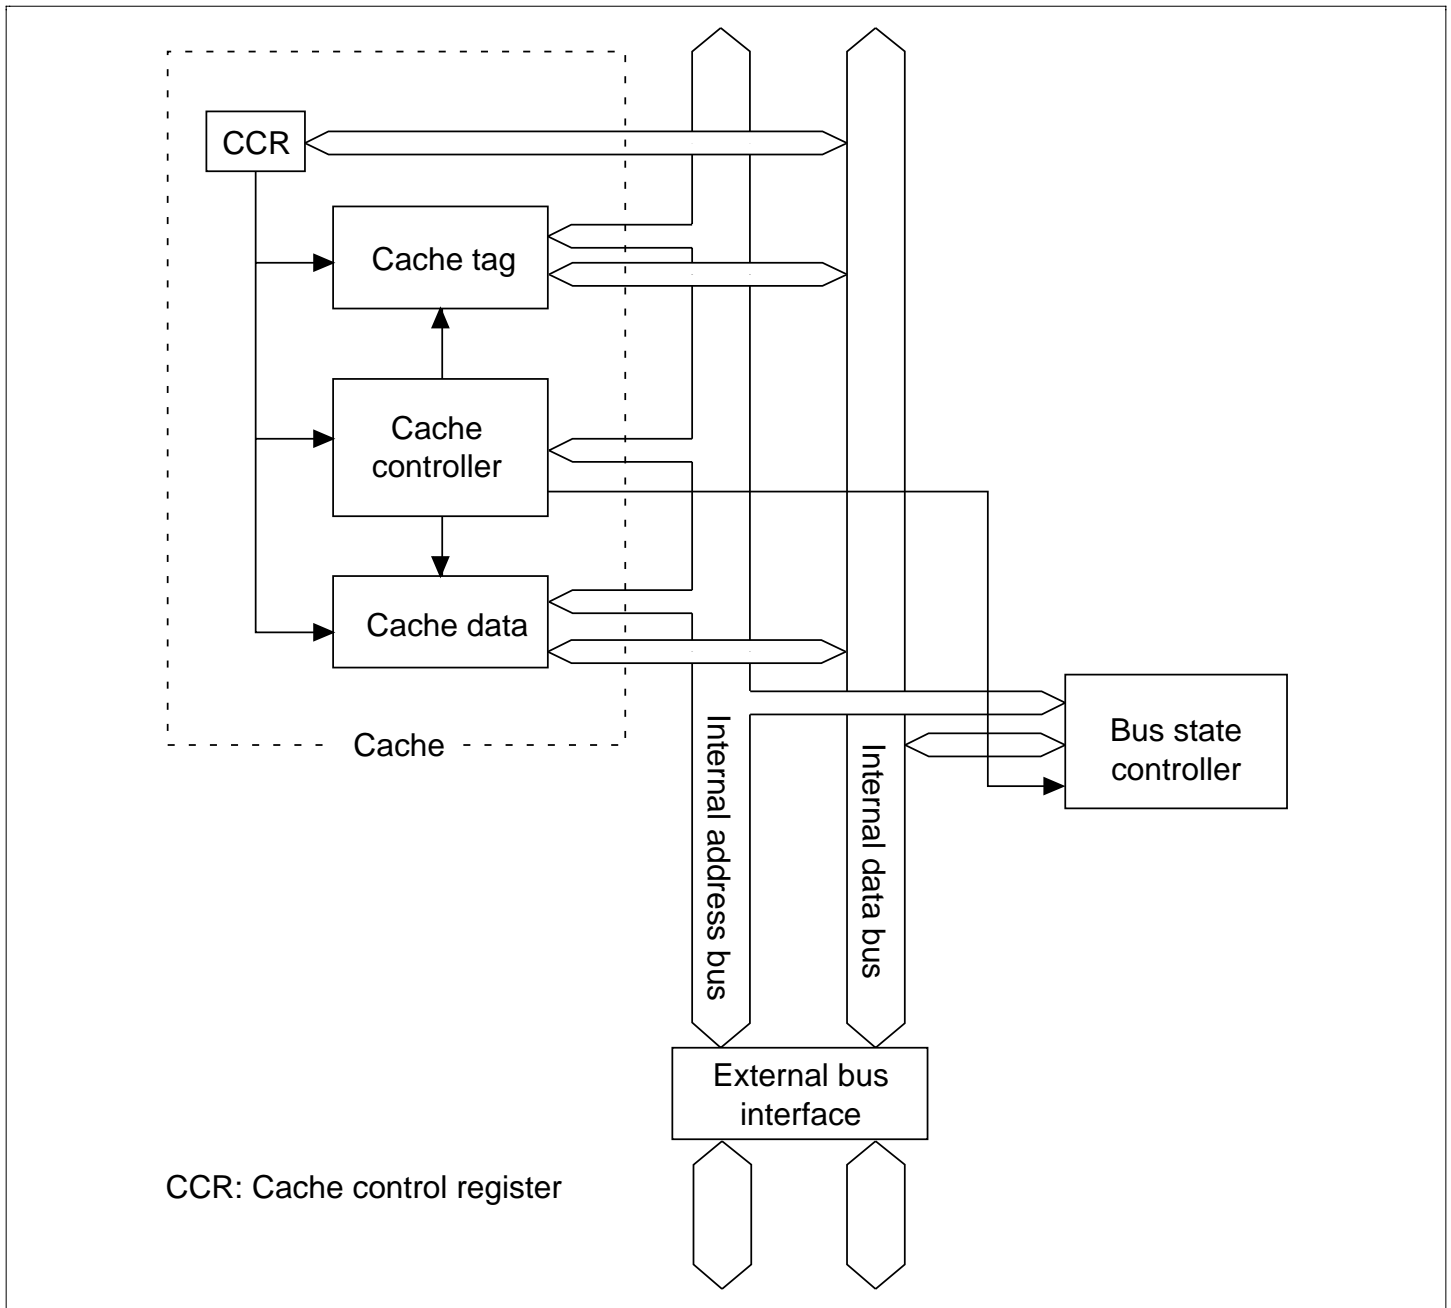 CCR
Cache tag
Cache
controller
Cache data
Cache
Internal address bus
Internal data bus
Bus state
controller
External bus
interface
CCR: Cache control register